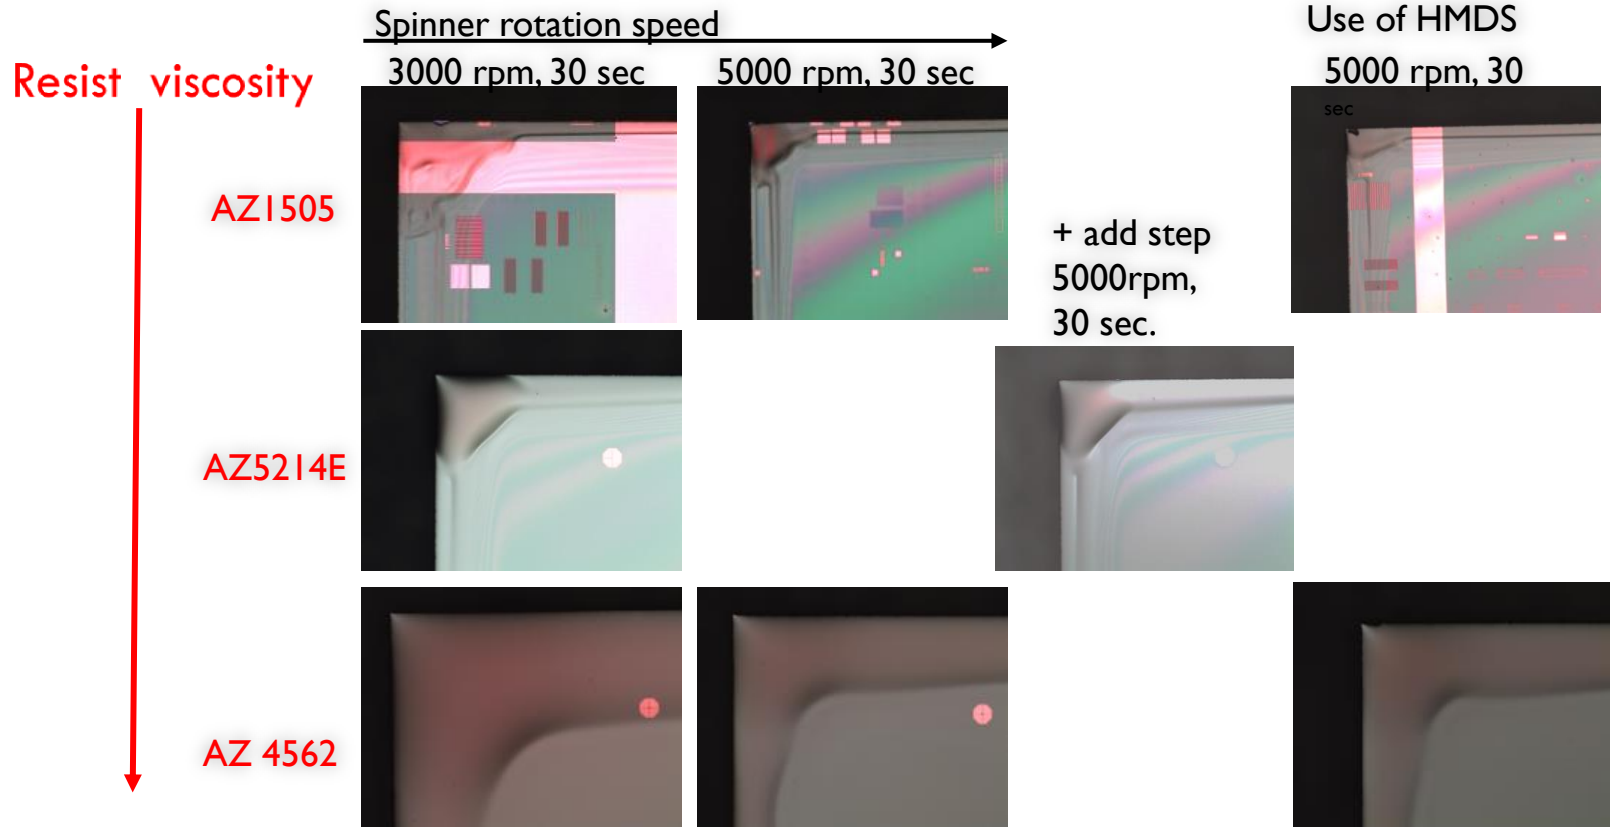 Spinner rotation speed
Use of HMDS
Resist viscosity
3000 rpm, 30 sec
5000 rpm, 30 sec
5000 rpm, 30
sec
AZ1505
+ add step
5000rpm,
30 sec.
AZ5214E
AZ 4562